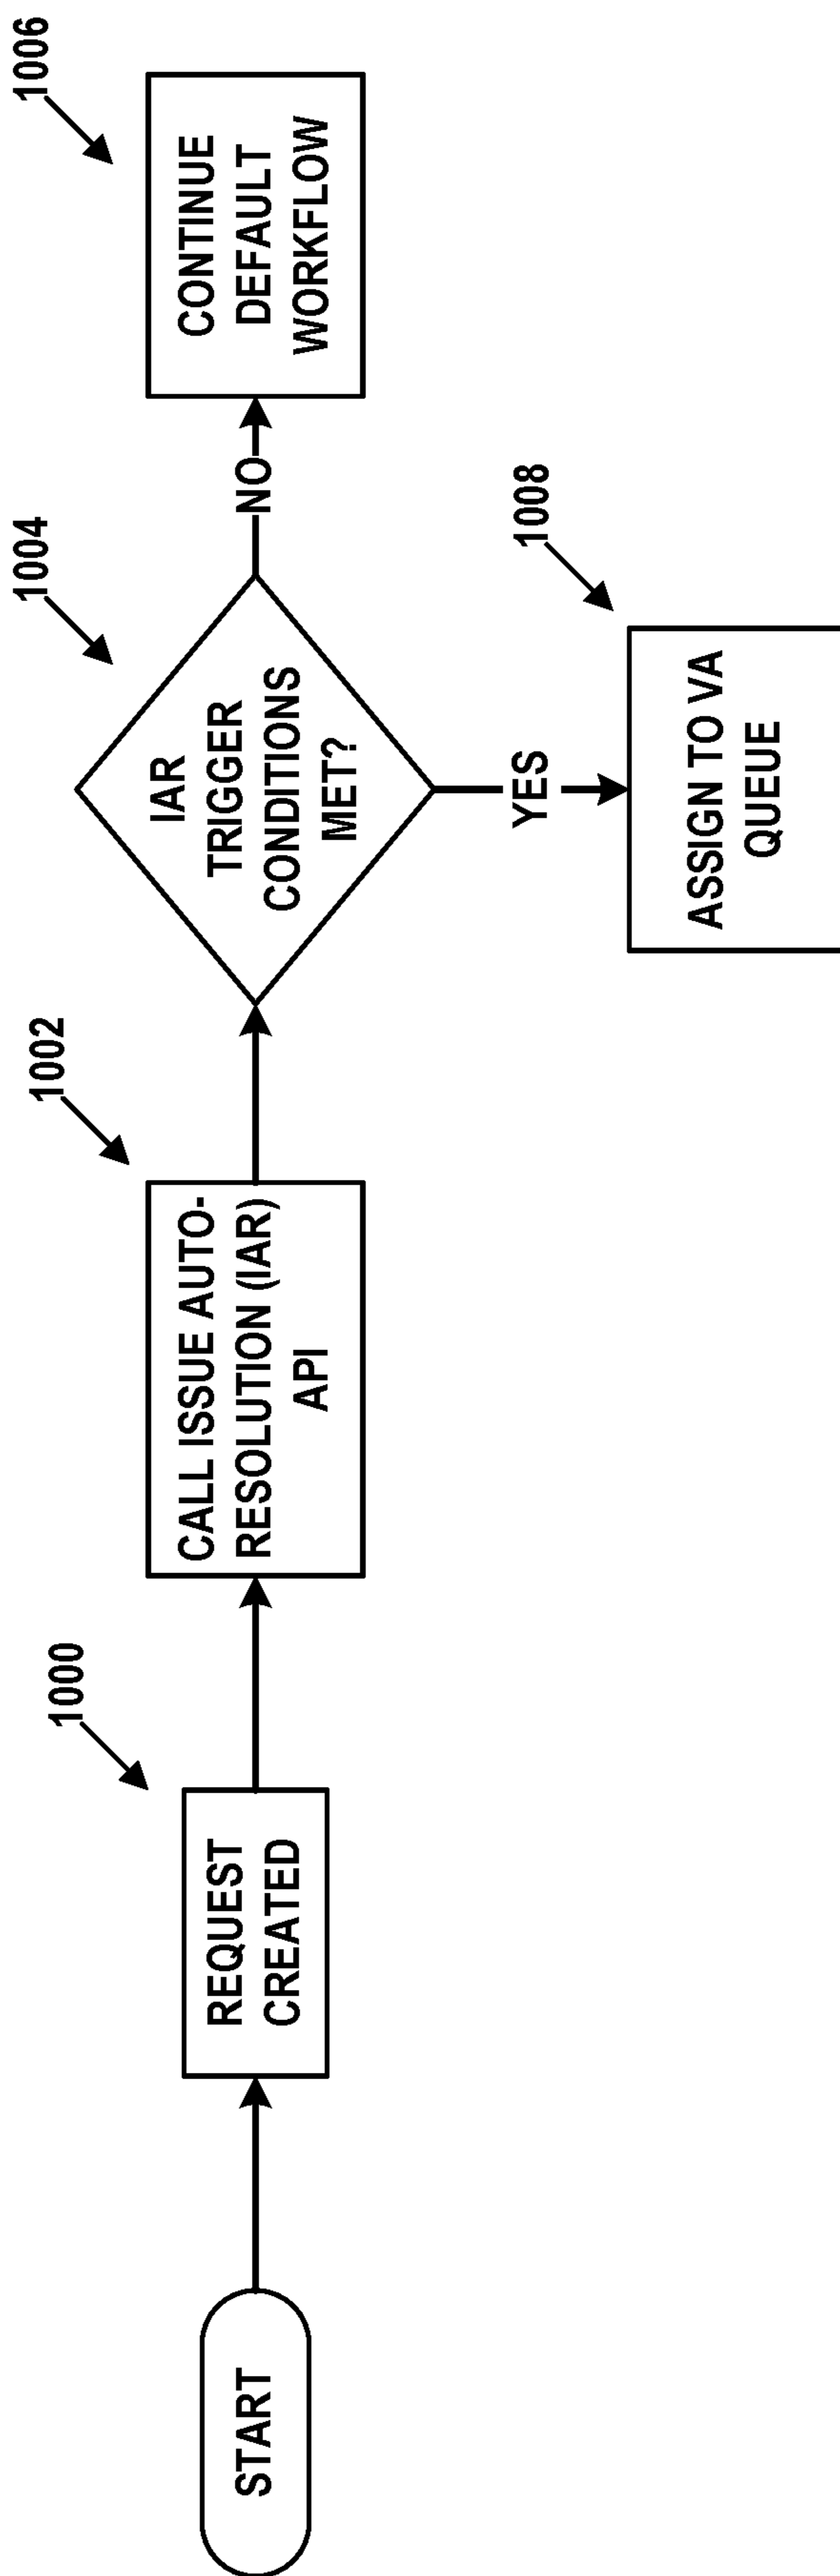 START
1000
REQUEST
CREATED
1002
CALL ISSUE AUTO-
RESOLUTION (IAR)
API
1004
IAR
TRIGGER
CONDITIONS
MET?
NO
1006
CONTINUE
DEFAULT
WORKFLOW
YES
1008
ASSIGN TO VA
QUEUE